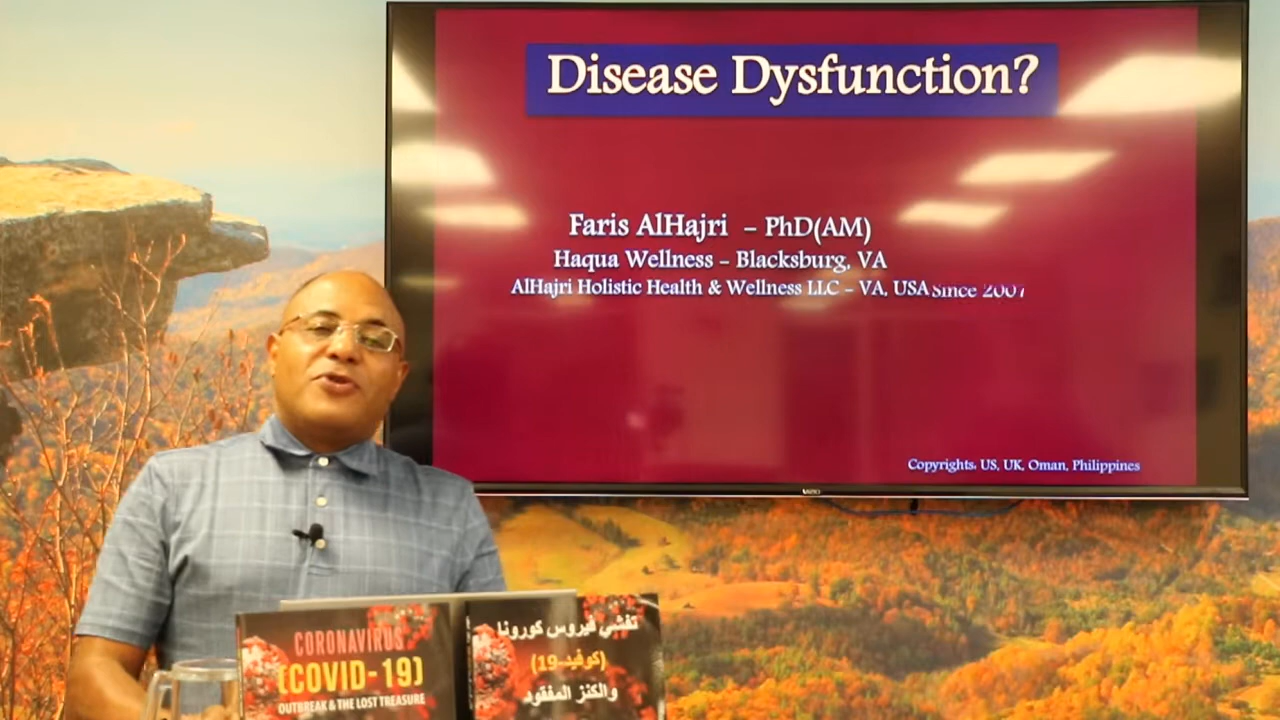 Disease Dysfunction?
Faris AlHajri – PhD(AM)
Haqua Wellness – Blacksburg, VA
AlHajri Holistic Health & Wellness LLC – VA, USA Since 2007
Copyrights: US, UK, Oman, Philippines
VIZIO
CORONAVIRUS
(COVID-19)
OUTBREAK & THE LOST TREASURE
تفشي فيروس كورونا
(كوفيد-19)
والكنز المفقود